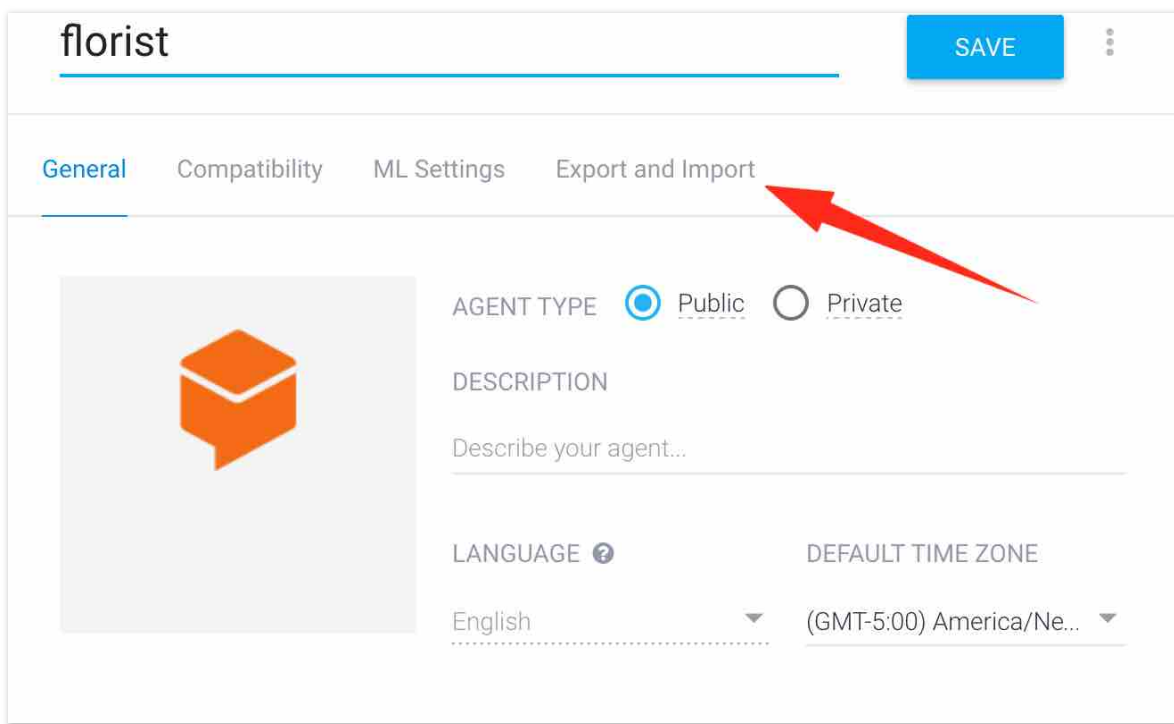 florist
SAVE
General Compatibility ML Settings Export and Import
AGENT TYPE Public Private
DESCRIPTION
Describe your agent...
LANGUAGE ? DEFAULT TIME ZONE
English (GMT-5:00) America/Ne...